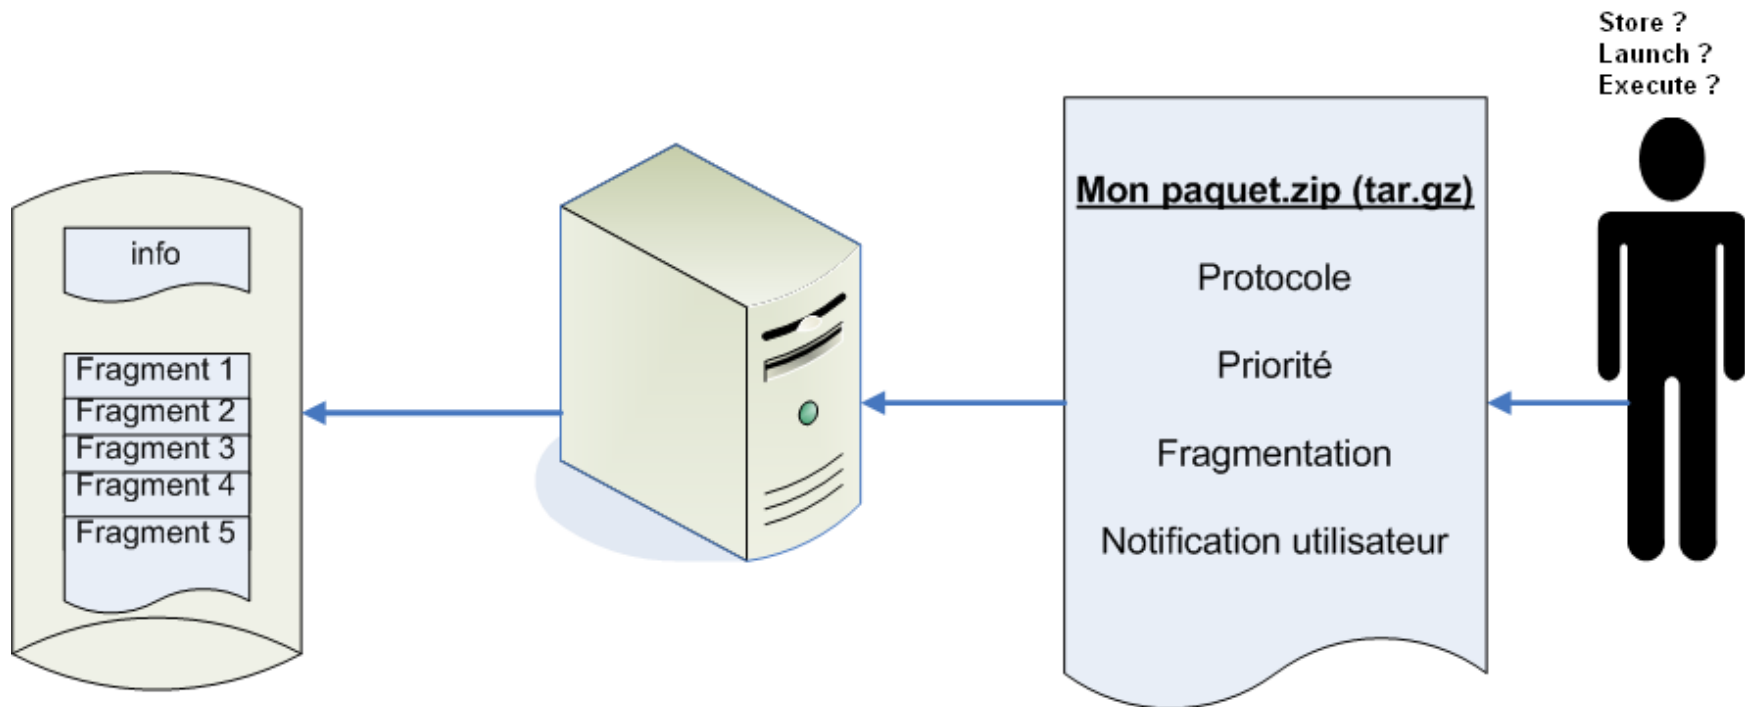 Store ?
Launch ?
Execute ?
Mon paquet.zip (tar.gz)
Protocole
Priorité
Fragmentation
Notification utilisateur
info
Fragment 1
Fragment 2
Fragment 3
Fragment 4
Fragment 5